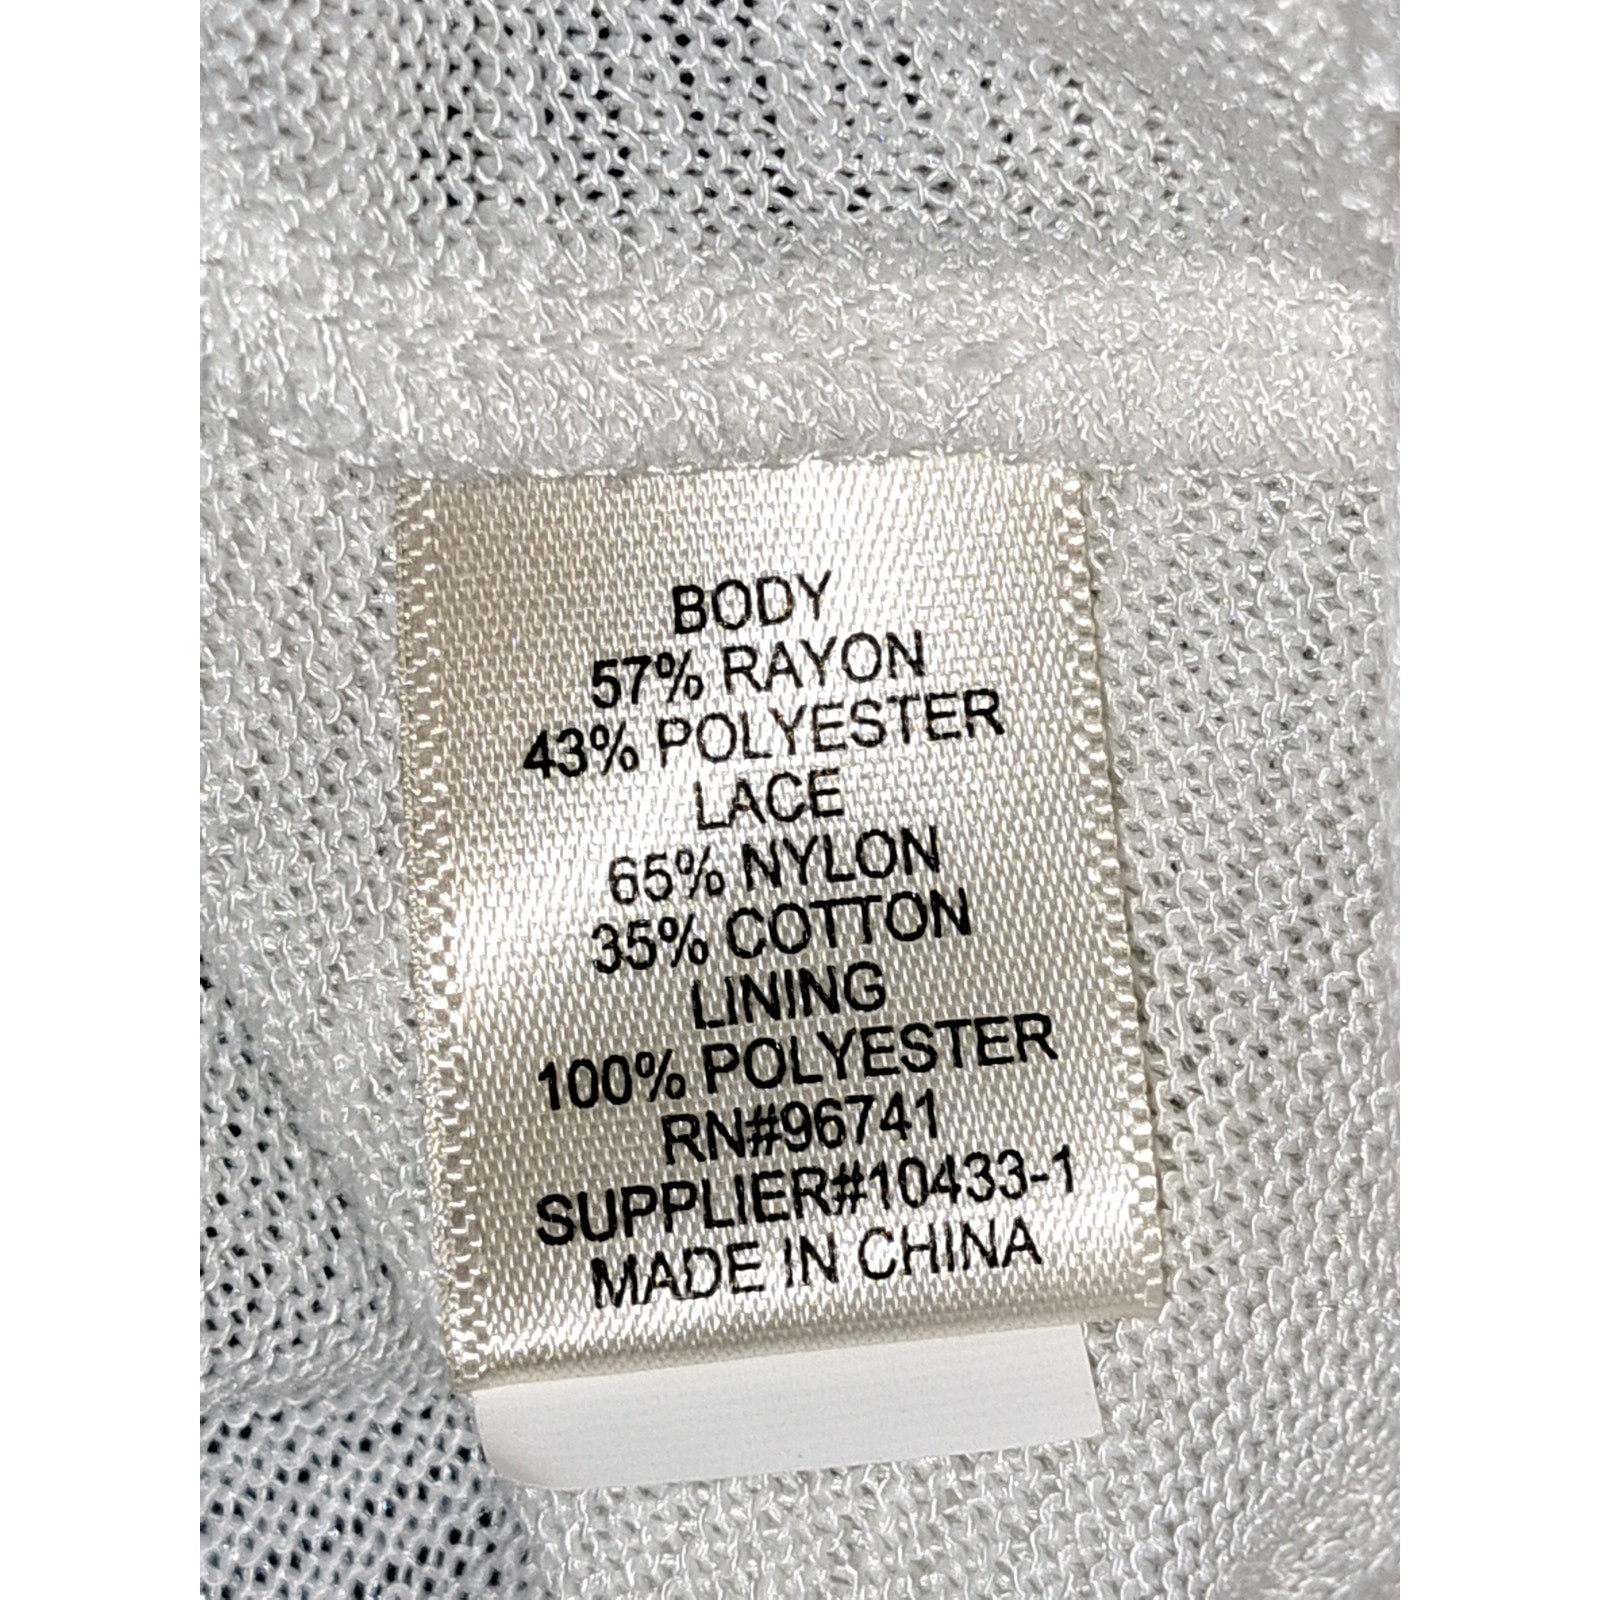 BODY
57% RAYON
43% POLYESTER
LACE
65% NYLON
35% COTTON
LINING
100% POLYESTER
RN#96741
SUPPLIER#10433-1
MADE IN CHINA